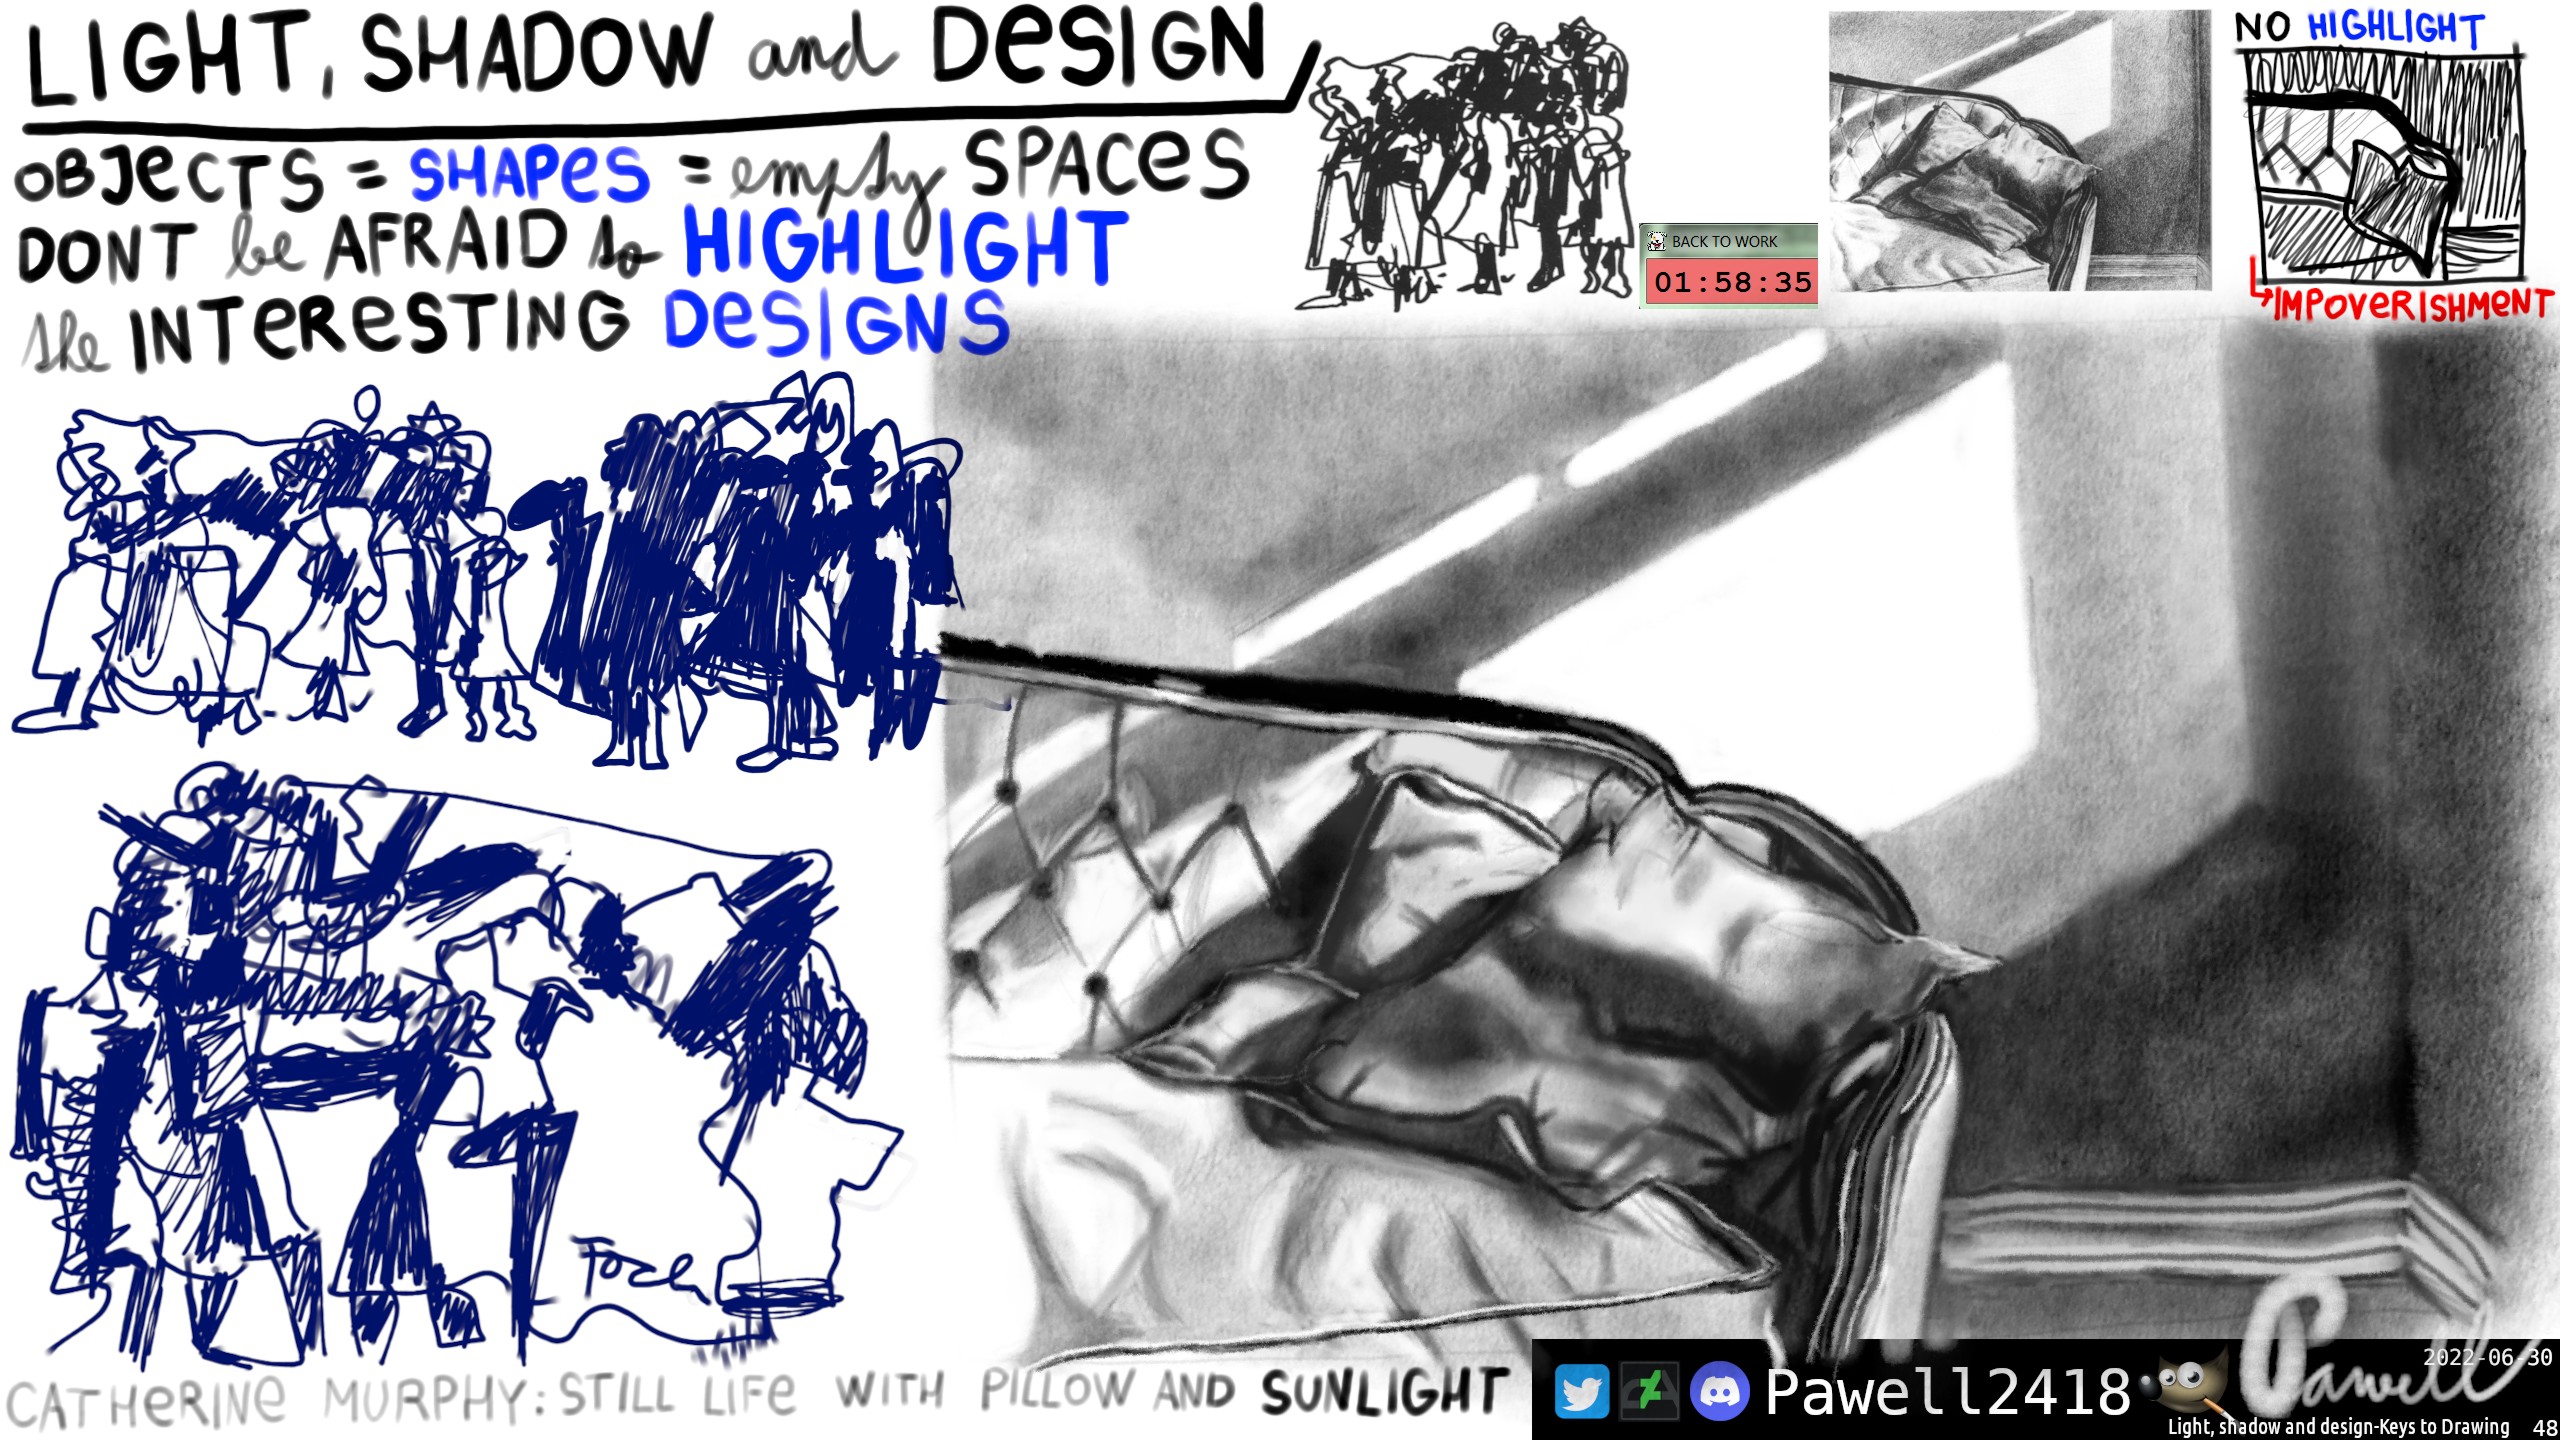 LIGHT, SHADOW and DESIGN
OBJECTS = SHAPES = empty SPACES
DONT be AFRAID to HIGHLIGHT
the INTERESTING DESIGNS
BACK TO WORK
01:58:35
NO HIGHLIGHT
IMPOVERISHMENT
CATHERINE MURPHY: STILL LIFE WITH PILLOW AND SUNLIGHT
Pawell2418
Pawell
2022-06-30
Light, shadow and design-Keys to Drawing 48